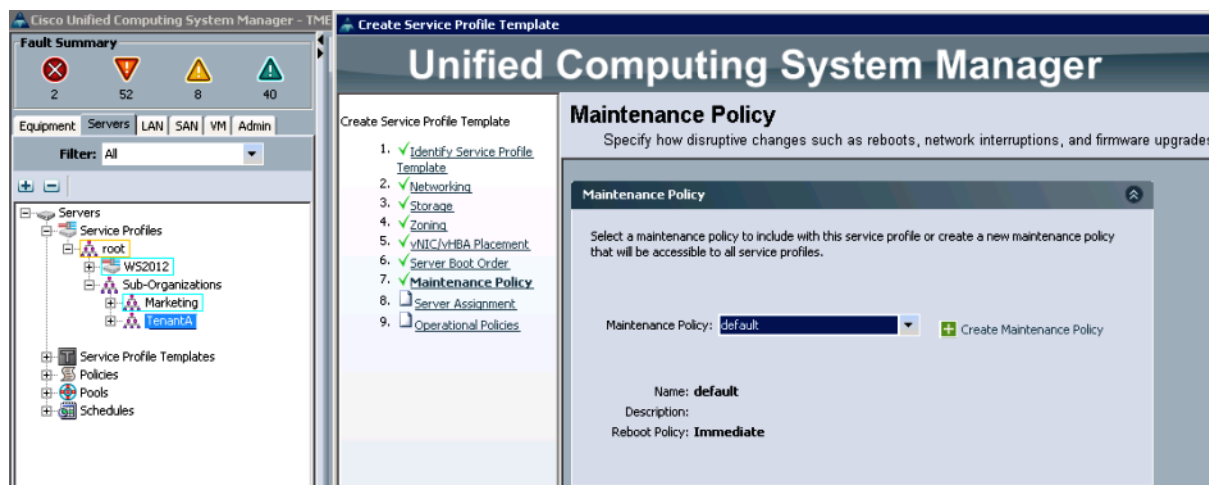 Cisco Unified Computing System Manager - TME
Fault Summary
2 52 8 40
Equipment Servers LAN SAN VM Admin
Filter: All
Servers
Service Profiles
root
WS2012
Sub-Organizations
Marketing
TenantA
Service Profile Templates
Policies
Pools
Schedules
Create Service Profile Template
Unified Computing System Manager
Create Service Profile Template
1. Identify Service Profile
Template
2. Networking
3. Storage
4. Zoning
5. vNIC/vHBA Placement
6. Server Boot Order
7. Maintenance Policy
8. Server Assignment
9. Operational Policies
Maintenance Policy
Specify how disruptive changes such as reboots, network interruptions, and firmware upgrades
Maintenance Policy
Select a maintenance policy to include with this service profile or create a new maintenance policy
that will be accessible to all service profiles.
Maintenance Policy: default Create Maintenance Policy
Name: default
Description:
Reboot Policy: Immediate